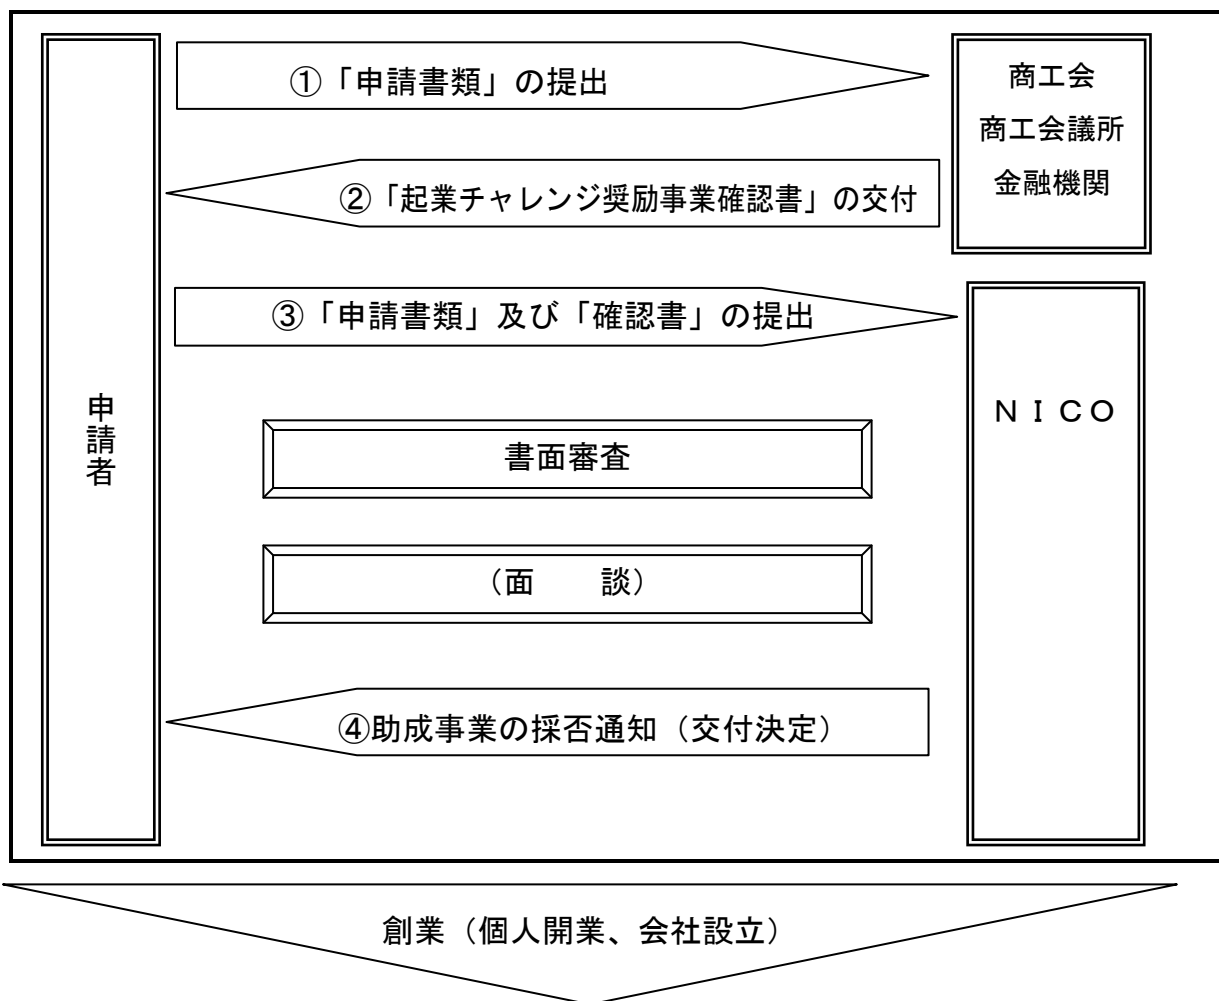 ①「申請書類」の提出
商工会
商工会議所
金融機関
②「起業チャレンジ奨励事業確認書」の交付
③「申請書類」及び「確認書」の提出
申請者
ＮＩＣＯ
書面審査
（面　　談）
④助成事業の採否通知（交付決定）
創業（個人開業、会社設立）